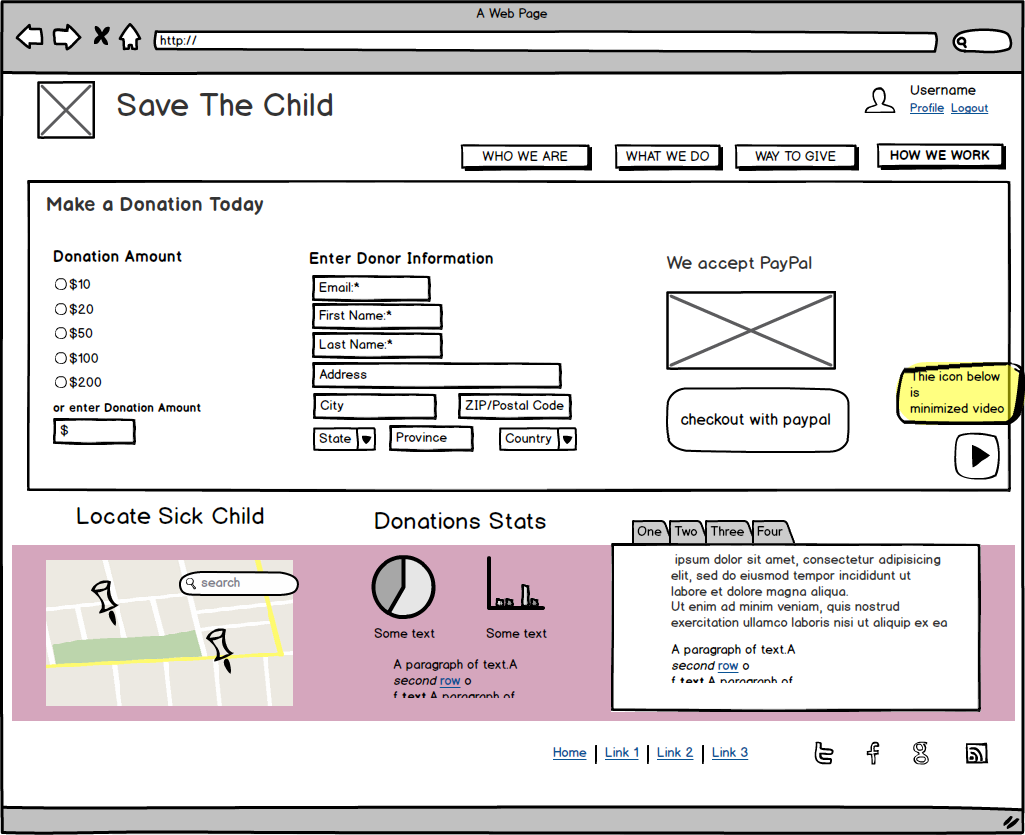 A Web Page
http://
Save The Child
Username
Profile Logout
WHO WE ARE
WHAT WE DO
WAY TO GIVE
HOW WE WORK
Make a Donation Today
Donation Amount
$10
$20
$50
$100
$200
or enter Donation Amount
$
Enter Donor Information
Email:*
First Name:*
Last Name:*
Address
City
ZIP/Postal Code
State
Province
Country
We accept PayPal
checkout with paypal
Thie icon below
is
minimized video
Locate Sick Child
search
Donations Stats
Some text
Some text
A paragraph of text.A
second row o
f text.A paragraph of
One Two Three Four
ipsum dolor sit amet, consectetur adipisicing
elit, sed do eiusmod tempor incididunt ut
labore et dolore magna aliqua.
Ut enim ad minim veniam, quis nostrud
exercitation ullamco laboris nisi ut aliquip ex ea
A paragraph of text.A
second row o
f text.A paragraph of
Home | Link 1 | Link 2 | Link 3